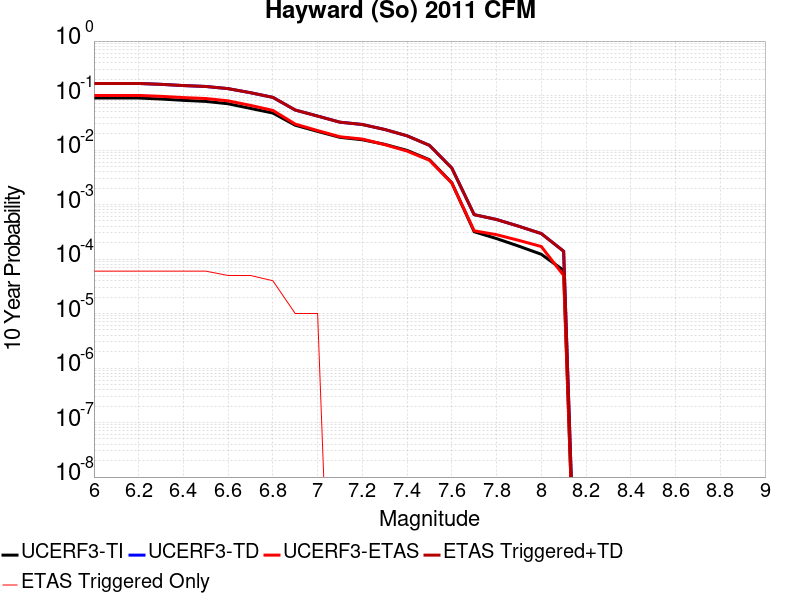 Hayward (So) 2011 CFM
10^0
10^-1
10^-2
10^-3
10^-4
10^-5
10^-6
10^-7
10^-8
10 Year Probability
6 6.2 6.4 6.6 6.8 7 7.2 7.4 7.6 7.8 8 8.2 8.4 8.6 8.8 9
Magnitude
UCERF3-TI UCERF3-TD UCERF3-ETAS ETAS Triggered+TD
ETAS Triggered Only